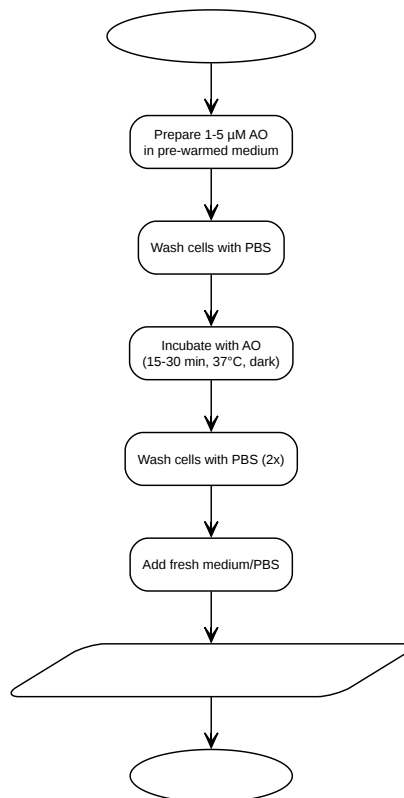 Prepare 1-5 µM AO
in pre-warmed medium
Wash cells with PBS
Incubate with AO
(15-30 min, 37°C, dark)
Wash cells with PBS (2x)
Add fresh medium/PBS